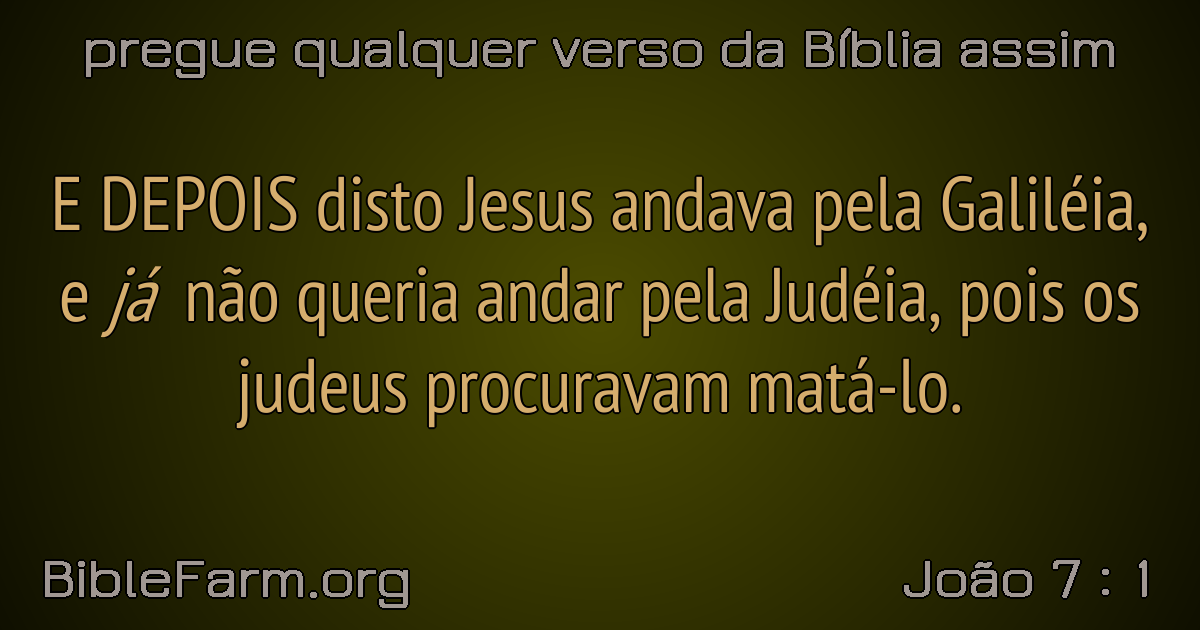 pregue qualquer verso da Bíblia assim
E DEPOIS disto Jesus andava pela Galiléia,
e já não queria andar pela Judéia, pois os
judeus procuravam matá-lo.
BibleFarm.org
João 7 : 1